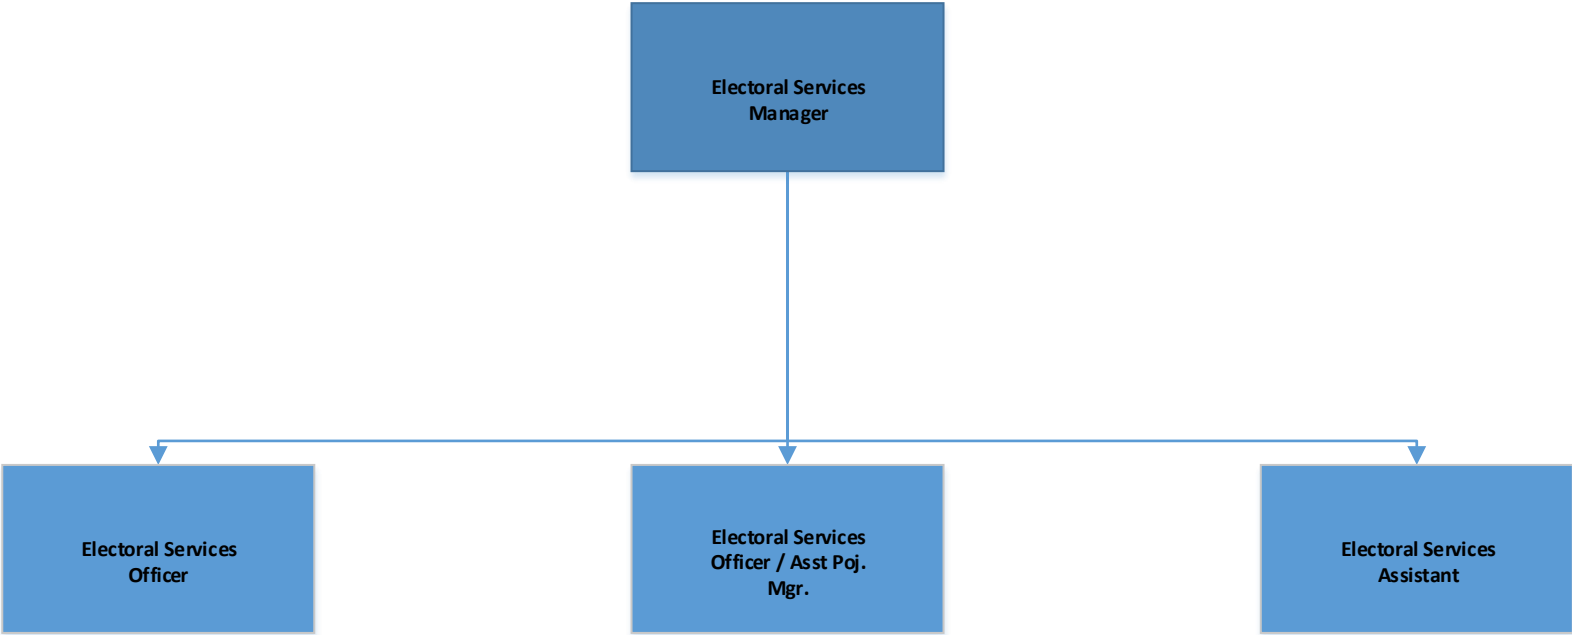 Electoral Services
Manager
Electoral Services
Officer
Electoral Services
Officer / Asst Poj.
Mgr.
Electoral Services
Assistant